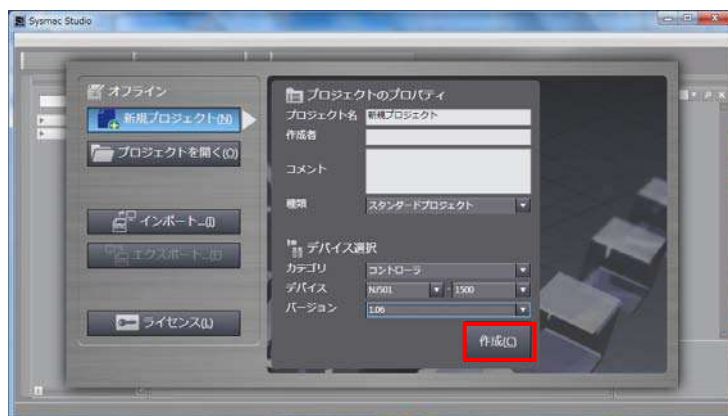 Sysmac Studio
オフライン
新規プロジェクト(N)
プロジェクトを開く(O)
インポート...(I)
エクスポート...(E)
ライセンス(L)
プロジェクトのプロパティ
プロジェクト名 新規プロジェクト
作成者
コメント
種類 スタンダードプロジェクト
デバイス選択
カテゴリ コントローラ
デバイス NJ501 - 1500
バージョン 1.06
作成(C)